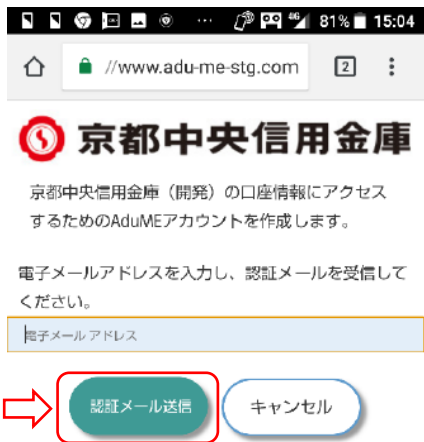 81% 15:04
//www.adu-me-stg.com 2
京都中央信用金庫
京都中央信用金庫（開発）の口座情報にアクセス
するためのAduMEアカウントを作成します。
電子メールアドレスを入力し、認証メールを受信して
ください。
電子メール アドレス
認証メール送信 キャンセル